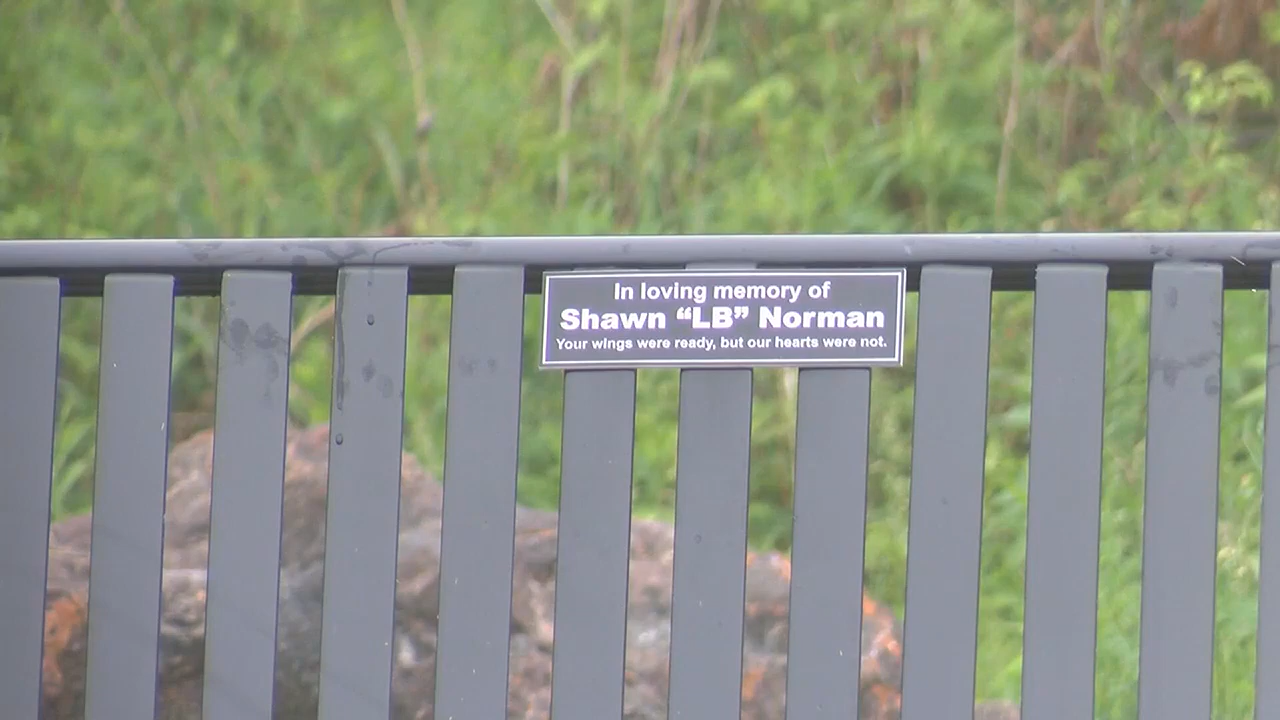 In loving memory of
Shawn “LB” Norman
Your wings were ready, but our hearts were not.